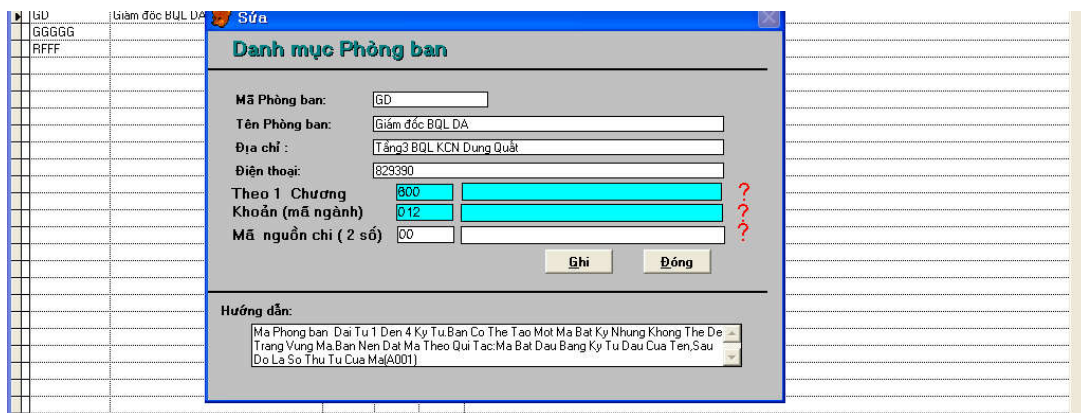 GD Giám đốc BQL DA
GGGGG
RFFF
Sửa
Danh mục Phòng ban
Mã Phòng ban: GD
Tên Phòng ban: Giám đốc BQL DA
Địa chỉ : Tầng3 BQL KCN Dung Quất
Điện thoại: 829390
Theo 1 Chương 800 ?
Khoản (mã ngành) 012 ?
Mã nguồn chi ( 2 số) 00 ?
Ghi Đóng
Hướng dẫn:
Ma Phong ban Dai Tu 1 Den 4 Ky Tu.Ban Co The Tao Mot Ma Bat Ky Nhung Khong The De
Trang Vung Ma.Ban Nen Dat Ma Theo Qui Tac:Ma Bat Dau Bang Ky Tu Dau Cua Ten,Sau
Do La So Thu Tu Cua Ma(A001)